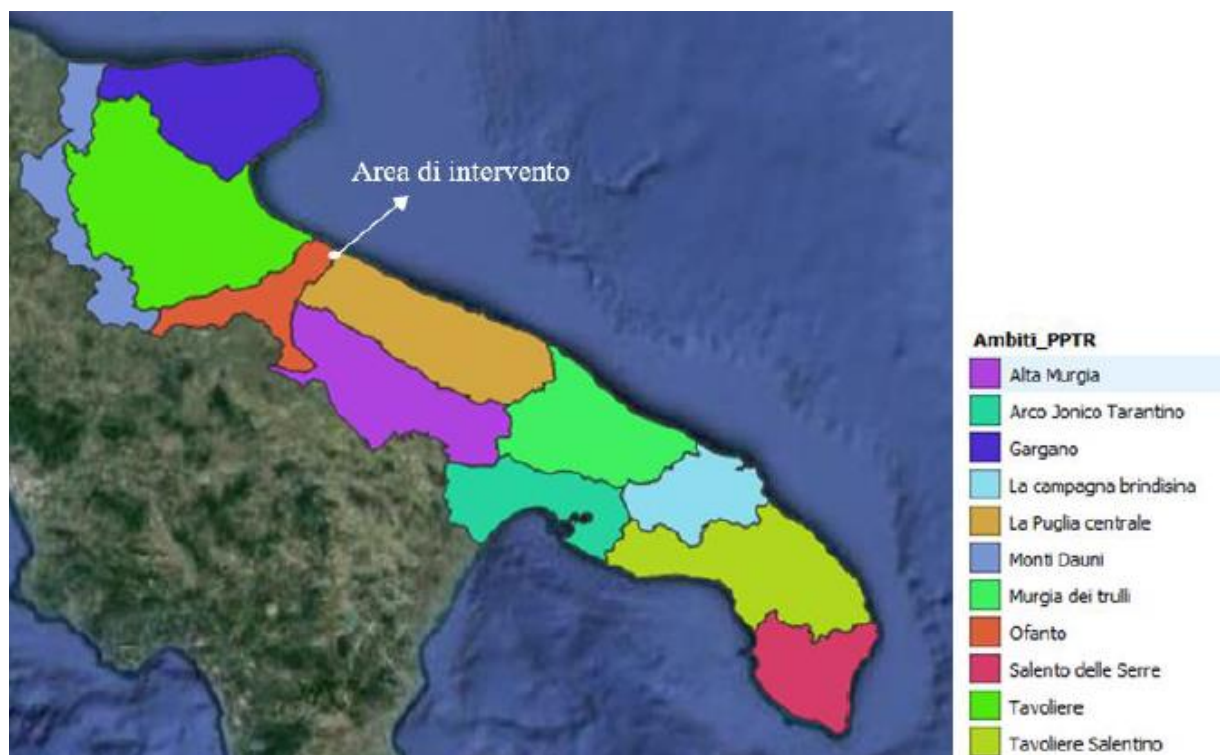 Area di intervento
Ambiti_PPTR
Alta Murgia
Arco Jonico Tarantino
Gargano
La campagna brindisina
La Puglia centrale
Monti Dauni
Murgia dei trulli
Ofanto
Salento delle Serre
Tavoliere
Tavoliere Salentino